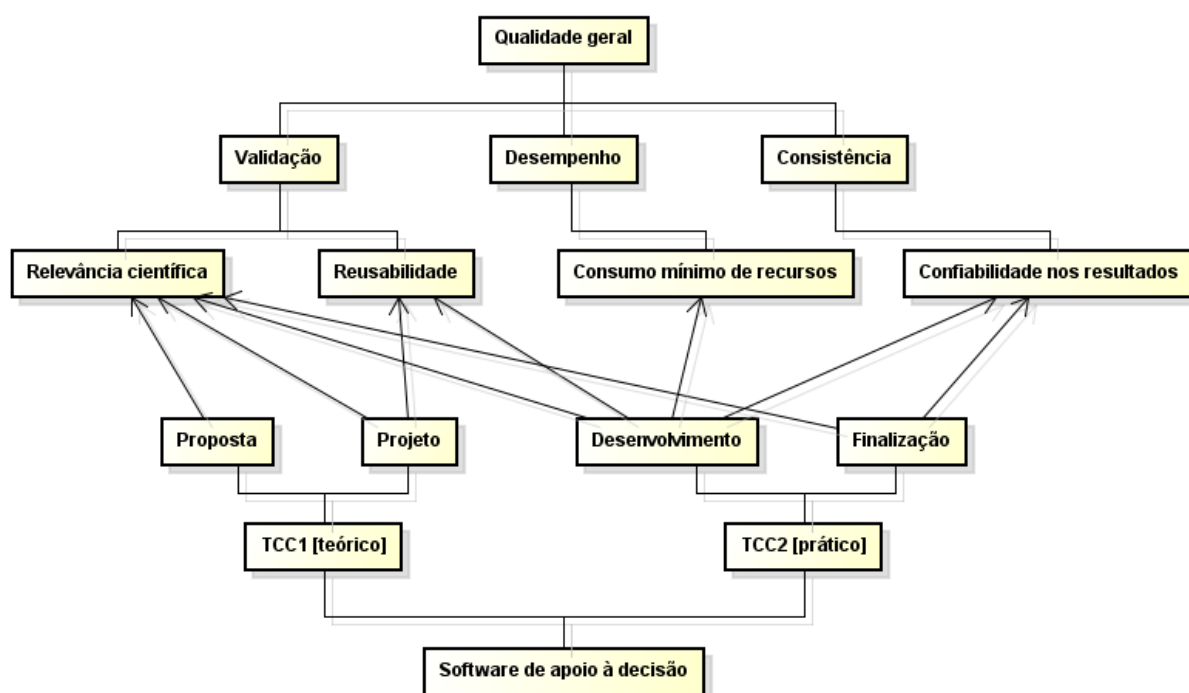 Qualidade geral
Validação
Desempenho
Consistência
Relevância científica
Reusabilidade
Consumo mínimo de recursos
Confiabilidade nos resultados
Proposta
Projeto
Desenvolvimento
Finalização
TCC1 [teórico]
TCC2 [prático]
Software de apoio à decisão